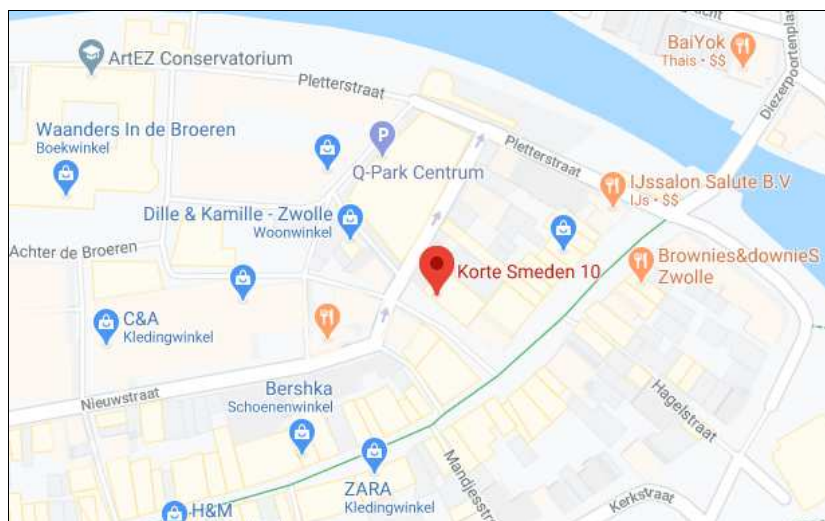 BaiYok
Thais • $$
Diezerpoortenplas
ArtEZ Conservatorium
Pletterstraat
Waanders In de Broeren
Boekwinkel
P
Q-Park Centrum
Pletterstraat
IJssalon Salute B.V
IJs • $$
Dille & Kamille - Zwolle
Woonwinkel
Achter de Broeren
Korte Smeden 10
Brownies&downieS
Zwolle
C&A
Kledingwinkel
Nieuwstraat
Bershka
Schoenenwinkel
Hagelstraat
ZARA
Kledingwinkel
Mandjesstr
Kerkstraat
H&M